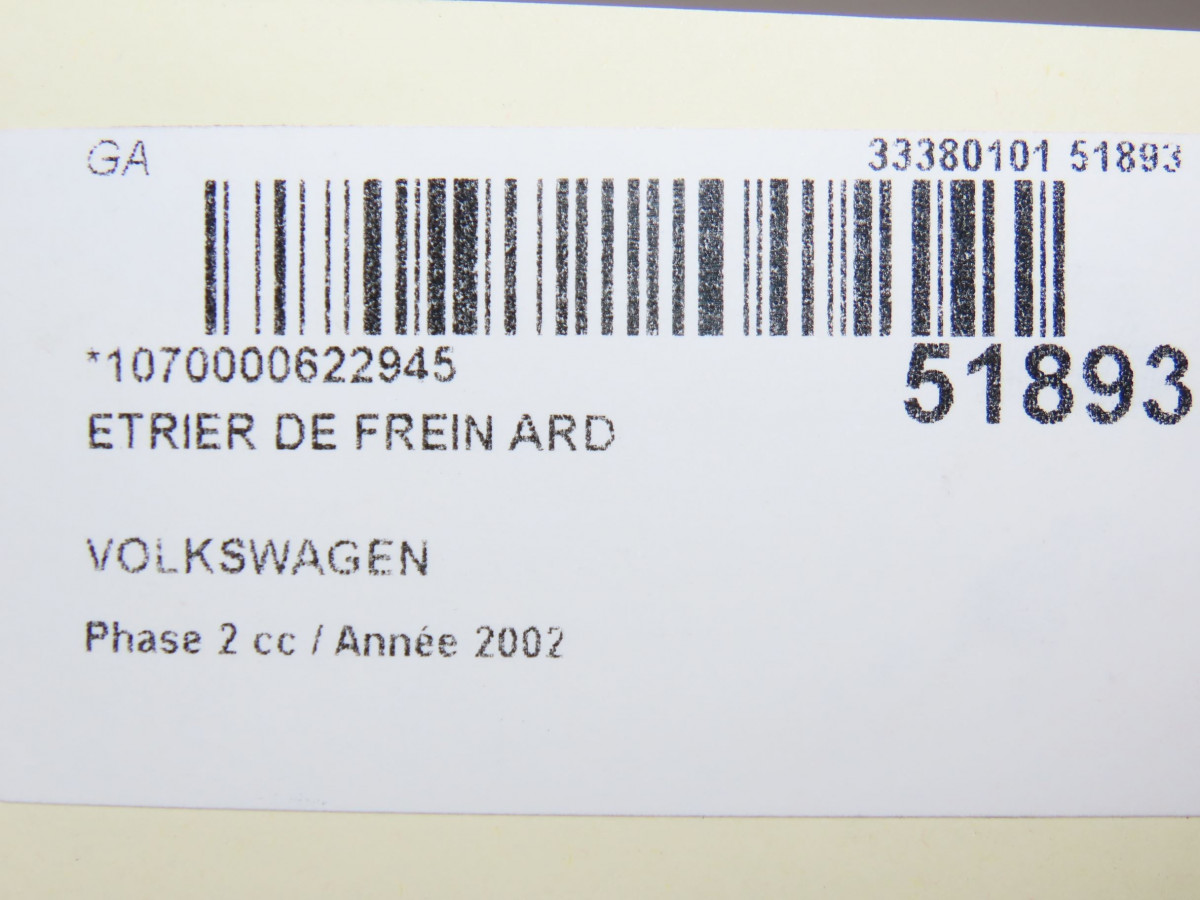 GA
33380101 51893
*1070000622945
51893
ETRIER DE FREIN ARD
VOLKSWAGEN
Phase 2 cc / Année 2002